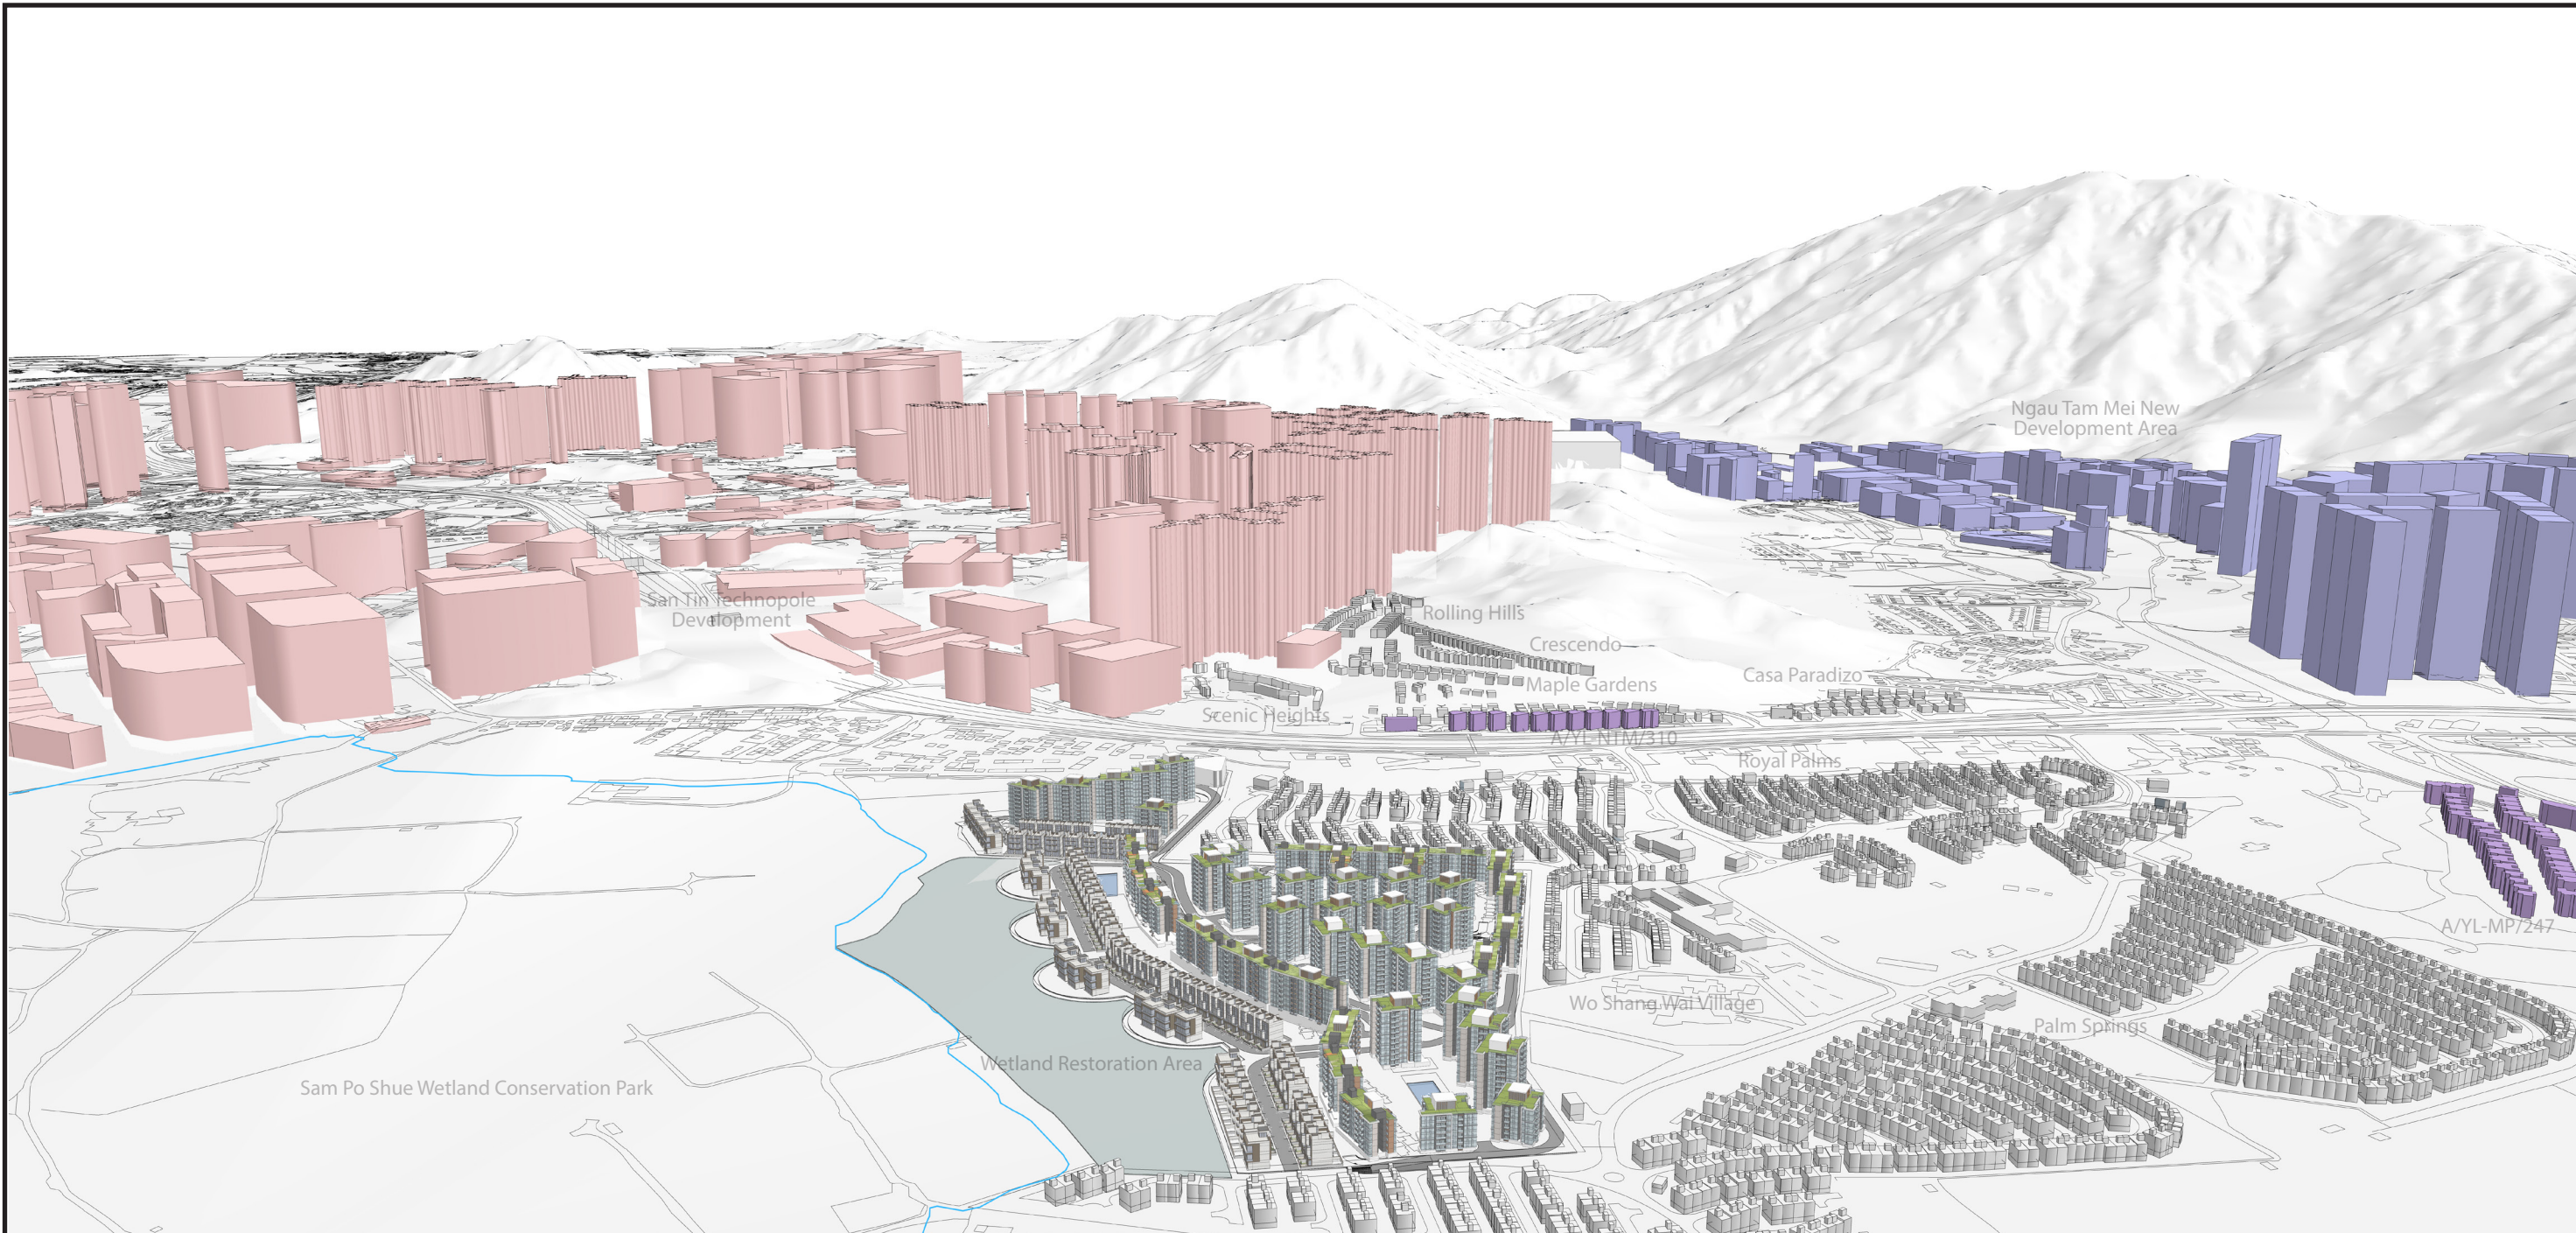 Ngau Tam Mei New
Development Area
San Tin Technopole
Development
Rolling Hills
Crescendo
Casa Paradizo
Maple Gardens
Scenic Heights
A/YL-NTM/310
Royal Palms
A/YL-MP/247
Wo Shang Wai Village
Palm Springs
Wetland Restoration Area
Sam Po Shue Wetland Conservation Park